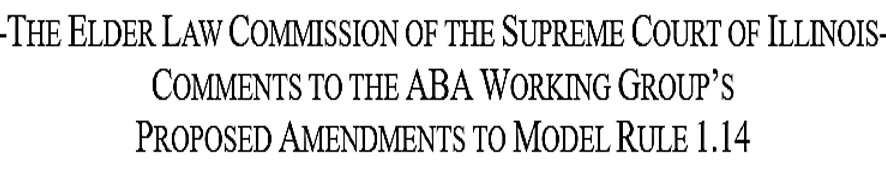 -THE ELDER LAW COMMISSION OF THE SUPREME COURT OF ILLINOIS-
COMMENTS TO THE ABA WORKING GROUP’S
PROPOSED AMENDMENTS TO MODEL RULE 1.14